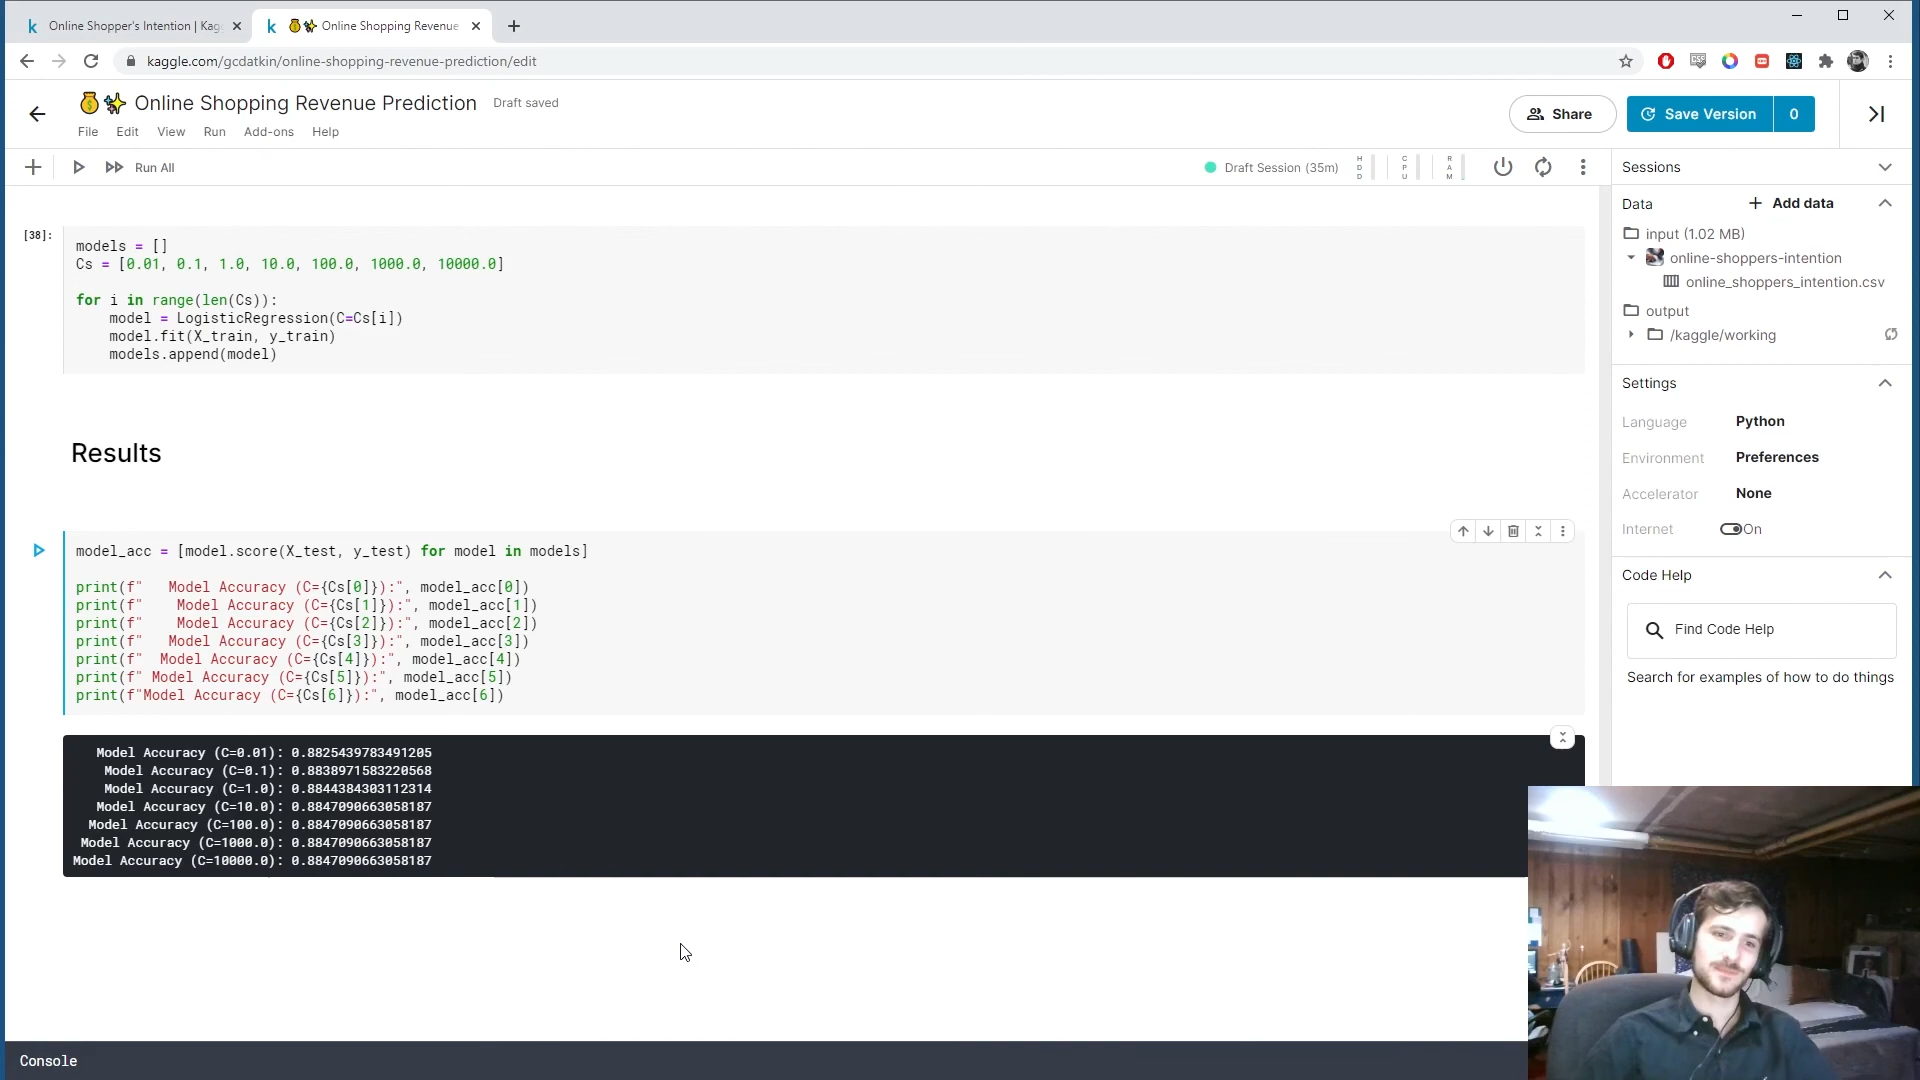 Online Shopper's Intention | Kag
Online Shopping Revenue
kaggle.com/gcdatkin/online-shopping-revenue-prediction/edit
Online Shopping Revenue Prediction
Draft saved
Share
Save Version
0
File Edit View Run Add-ons Help
Run All
Draft Session (35m)
HDD
CPU
RAM
[38]:
models = []
Cs = [0.01, 0.1, 1.0, 10.0, 100.0, 1000.0, 10000.0]
for i in range(len(Cs)):
    model = LogisticRegression(C=Cs[i])
    model.fit(X_train, y_train)
    models.append(model)
Results
model_acc = [model.score(X_test, y_test) for model in models]
print(f"   Model Accuracy (C={Cs[0]}):", model_acc[0])
print(f"    Model Accuracy (C={Cs[1]}):", model_acc[1])
print(f"    Model Accuracy (C={Cs[2]}):", model_acc[2])
print(f"   Model Accuracy (C={Cs[3]}):", model_acc[3])
print(f"  Model Accuracy (C={Cs[4]}):", model_acc[4])
print(f" Model Accuracy (C={Cs[5]}):", model_acc[5])
print(f"Model Accuracy (C={Cs[6]}):", model_acc[6])
   Model Accuracy (C=0.01): 0.8825439783491205
    Model Accuracy (C=0.1): 0.8838971583220568
    Model Accuracy (C=1.0): 0.8844384303112314
   Model Accuracy (C=10.0): 0.8847090663058187
  Model Accuracy (C=100.0): 0.8847090663058187
 Model Accuracy (C=1000.0): 0.8847090663058187
Model Accuracy (C=10000.0): 0.8847090663058187
Console
Sessions
Data
Add data
input (1.02 MB)
online-shoppers-intention
online_shoppers_intention.csv
output
/kaggle/working
Settings
Language Python
Environment Preferences
Accelerator None
Internet On
Code Help
Find Code Help
Search for examples of how to do things